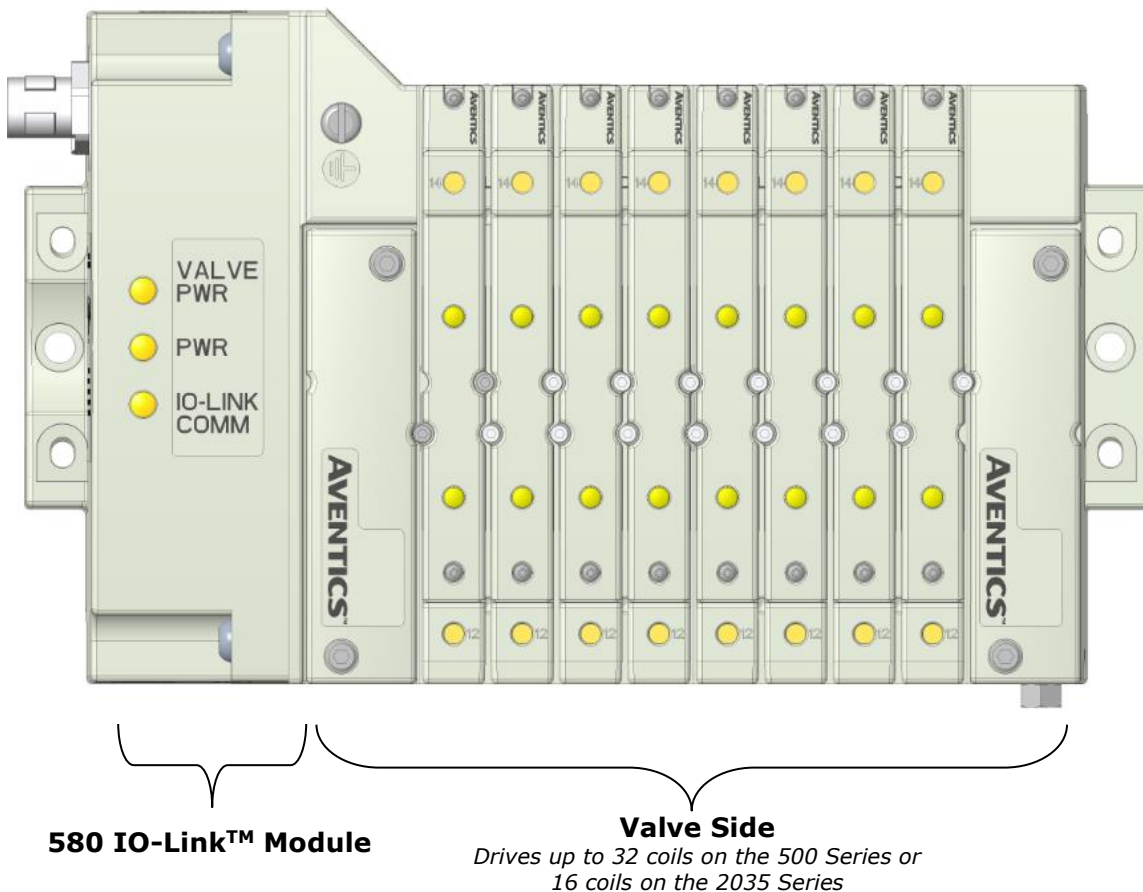 AVENTICS AVENTICS AVENTICS AVENTICS AVENTICS AVENTICS AVENTICS AVENTICS
14 14 14 14 14 14 14 14
VALVE
PWR
PWR
IO-LINK
COMM
AVENTICS™
AVENTICS™
12 12 12 12 12 12 12 12
580 IO-Link™ Module
Valve Side
Drives up to 32 coils on the 500 Series or
16 coils on the 2035 Series